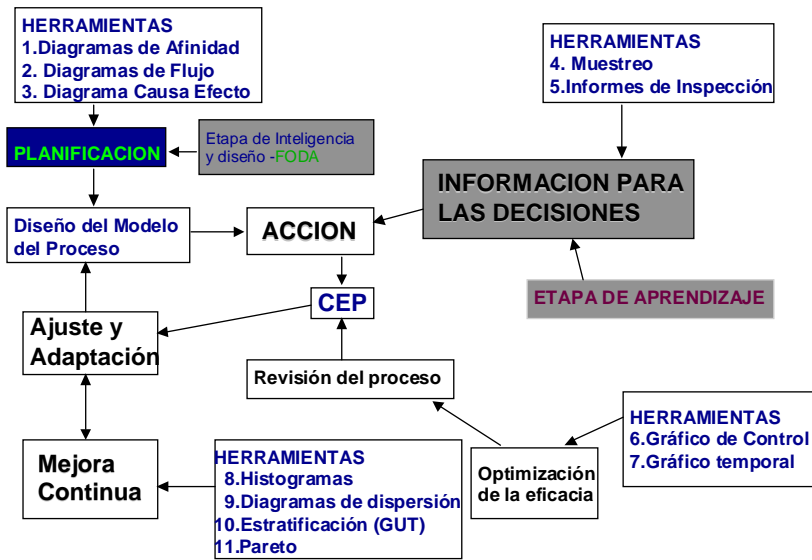 HERRAMIENTAS
1.Diagramas de Afinidad
2. Diagramas de Flujo
3. Diagrama Causa Efecto
HERRAMIENTAS
4. Muestreo
5.Informes de Inspección
PLANIFICACION
Etapa de Inteligencia
y diseño -FODA
INFORMACION PARA
LAS DECISIONES
Diseño del Modelo
del Proceso
ACCION
ETAPA DE APRENDIZAJE
CEP
Ajuste y
Adaptación
Revisión del proceso
HERRAMIENTAS
6.Gráfico de Control
7.Gráfico temporal
Mejora
Continua
HERRAMIENTAS
8.Histogramas
9.Diagramas de dispersión
10.Estratificación (GUT)
11.Pareto
Optimización
de la eficacia